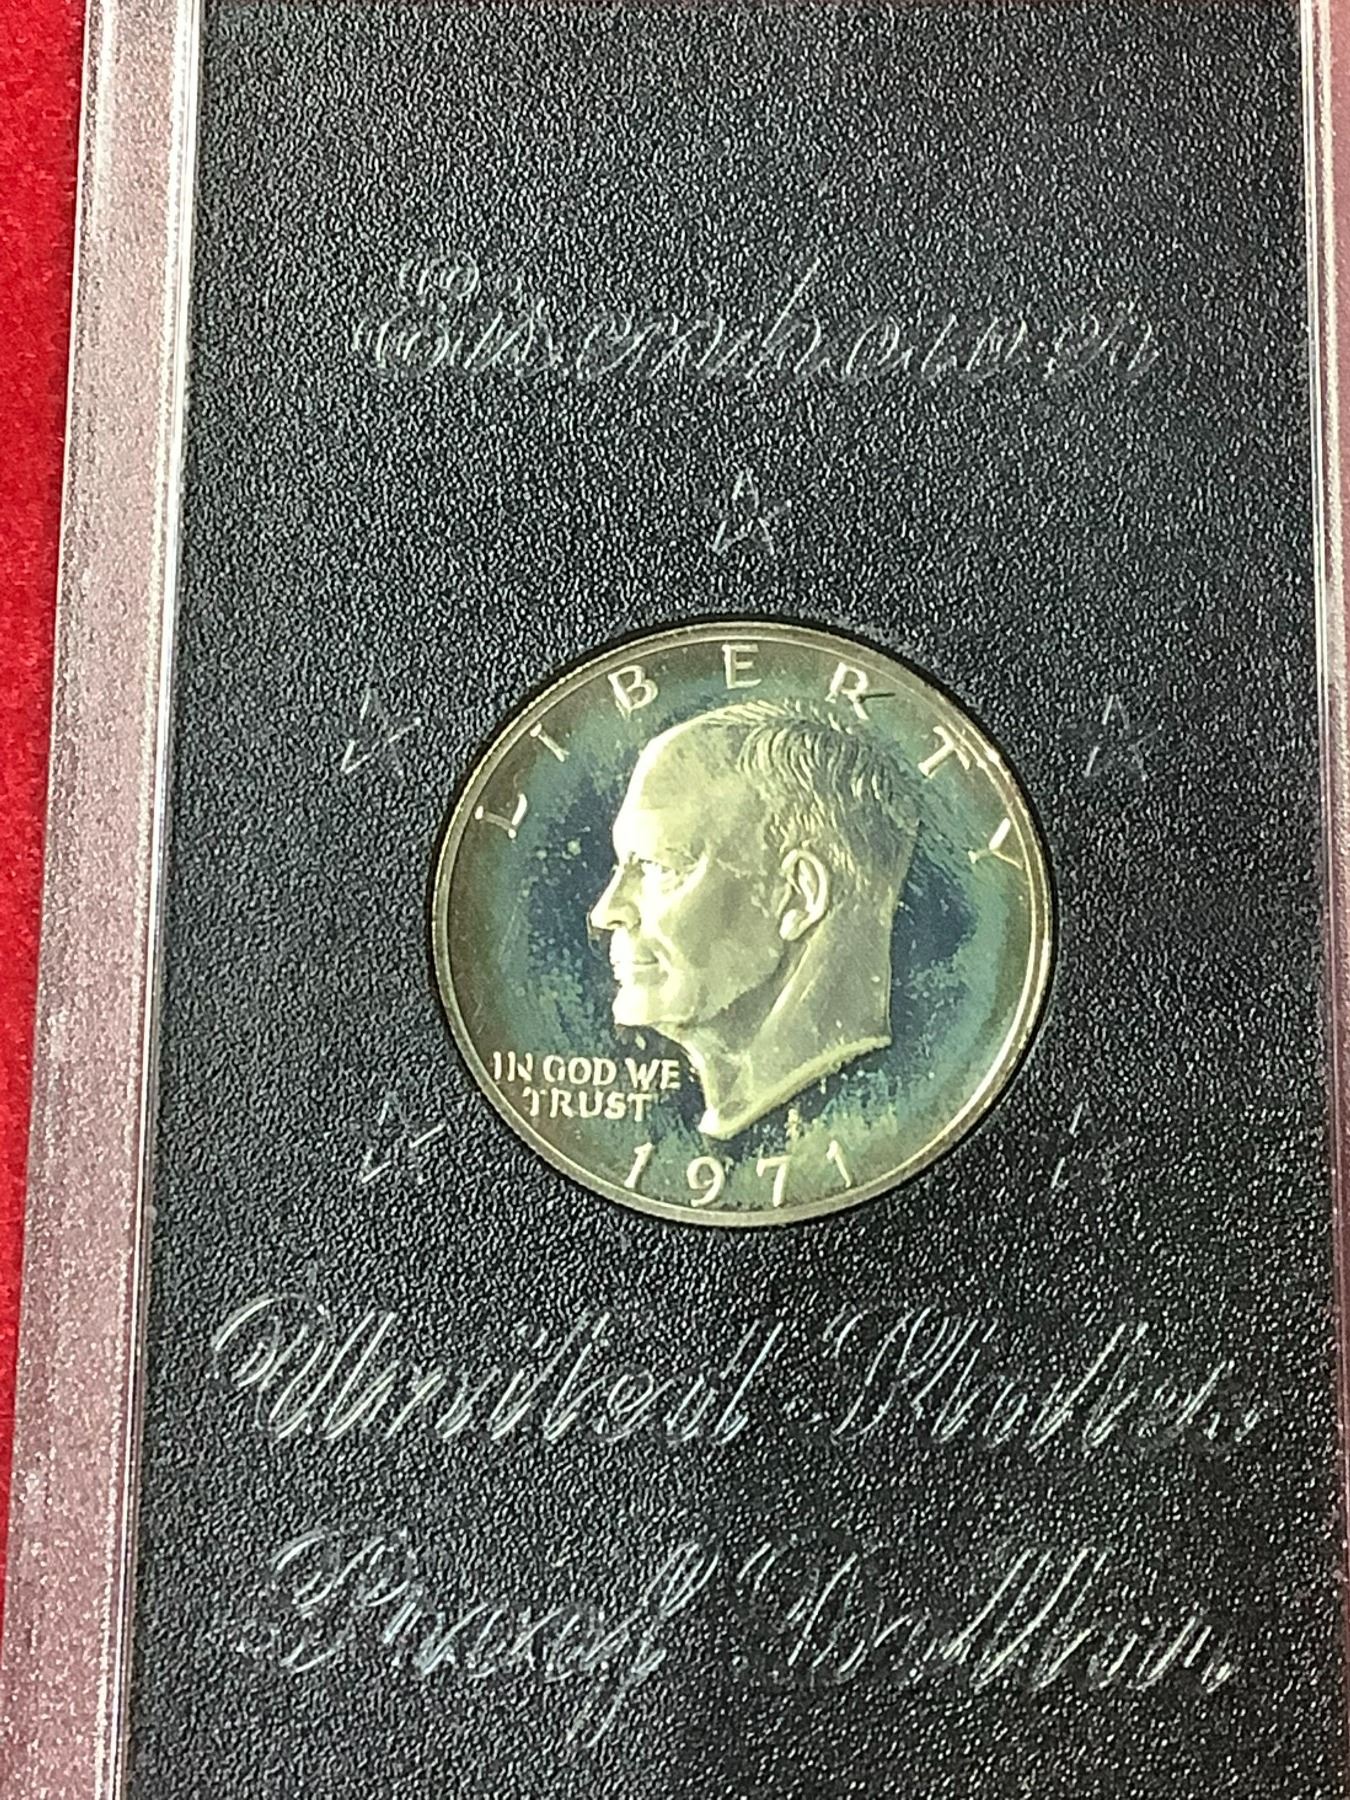 Eisenhower
LIBERTY
IN GOD WE
TRUST
1971
United States
Proof Dollar